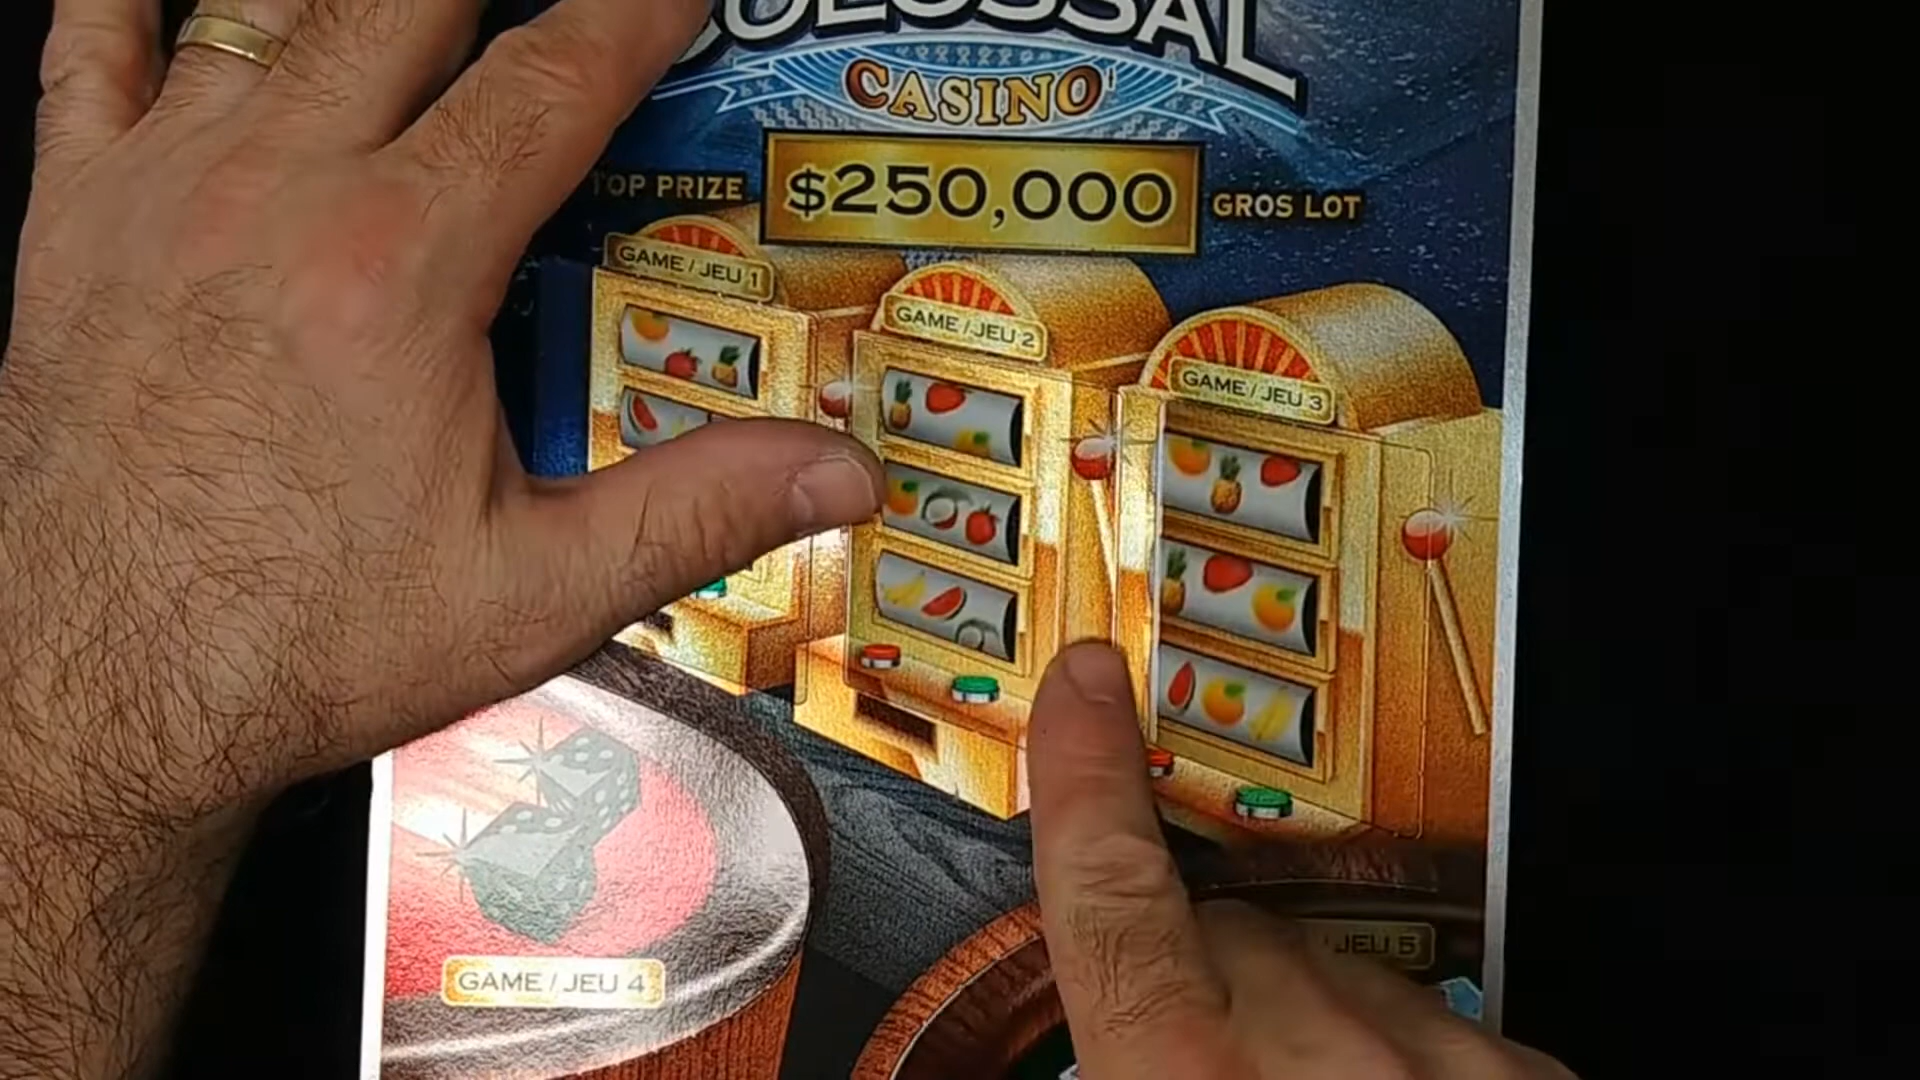 COLOSSAL
CASINO
TOP PRIZE $250,000 GROS LOT
GAME / JEU 1
GAME / JEU 2
GAME / JEU 3
JEU 5
GAME / JEU 4